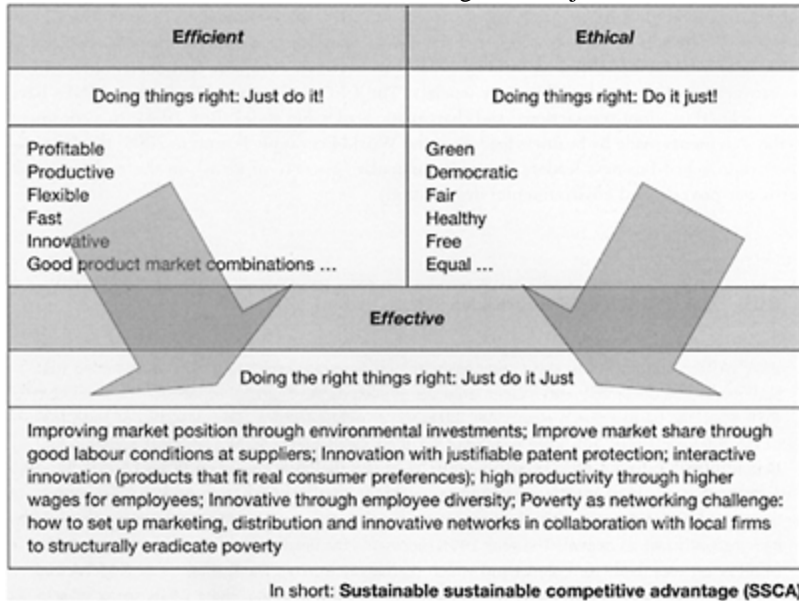 Efficient
Ethical
Doing things right: Just do it!
Doing things right: Do it just!
Profitable
Productive
Flexible
Fast
Innovative
Good product market combinations ...
Green
Democratic
Fair
Healthy
Free
Equal ...
Effective
Doing the right things right: Just do it Just
Improving market position through environmental investments; Improve market share through
good labour conditions at suppliers; Innovation with justifiable patent protection; interactive
innovation (products that fit real consumer preferences); high productivity through higher
wages for employees; Innovative through employee diversity; Poverty as networking challenge:
how to set up marketing, distribution and innovative networks in collaboration with local firms
to structurally eradicate poverty
In short: Sustainable sustainable competitive advantage (SSCA)